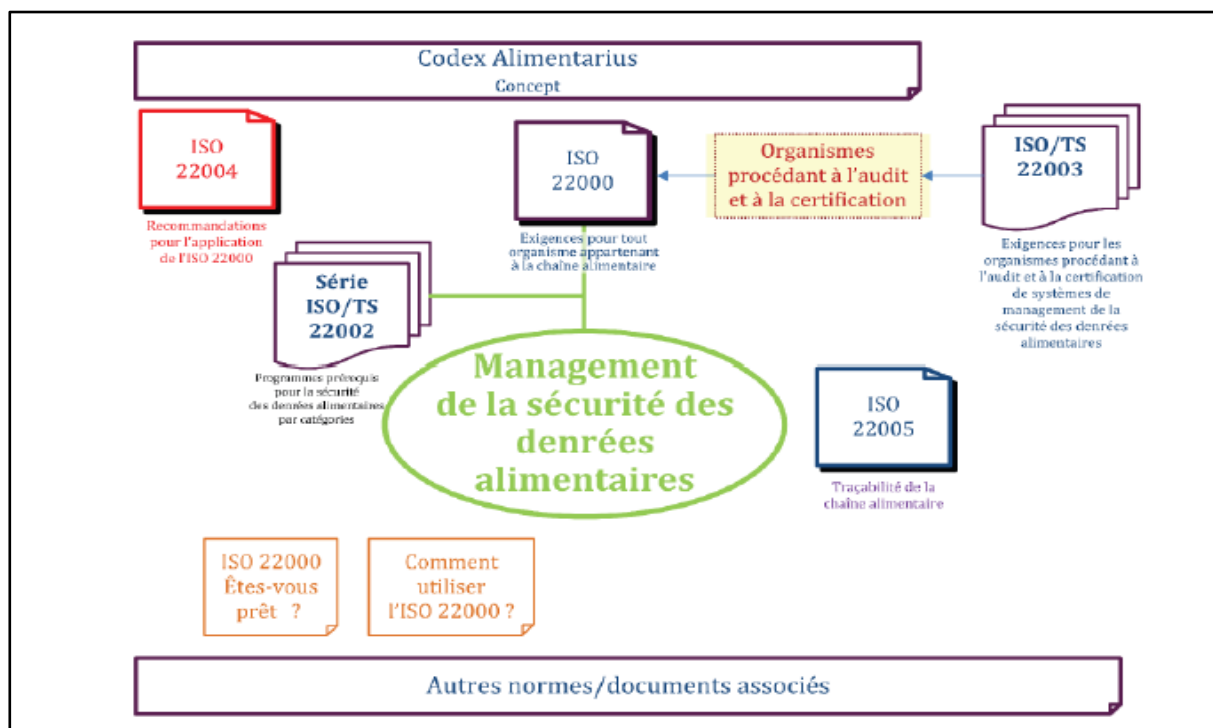 Codex Alimentarius
Concept
ISO
22004
Recommandations
pour l'application
de l'ISO 22000
ISO
22000
Exigences pour tout
organisme appartenant
à la chaîne alimentaire
Organismes
procédant à l'audit
et à la certification
ISO/TS
22003
Exigences pour les
organismes procédant à
l'audit et à la certification
de systèmes de
management de la
sécurité des denrées
alimentaires
Série
ISO/TS
22002
Programmes prérequis
pour la sécurité
des denrées alimentaires
par catégories
Management
de la sécurité des
denrées
alimentaires
ISO
22005
Traçabilité de la
chaîne alimentaire
ISO 22000
Êtes-vous
prêt ?
Comment
utiliser
l'ISO 22000 ?
Autres normes/documents associés